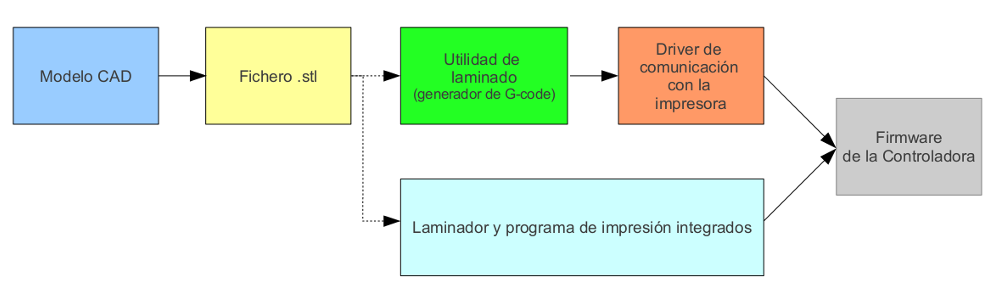 Modelo CAD
Fichero .stl
Utilidad de
laminado
(generador de G-code)
Driver de
comunicación
con la
impresora
Firmware
de la Controladora
Laminador y programa de impresión integrados